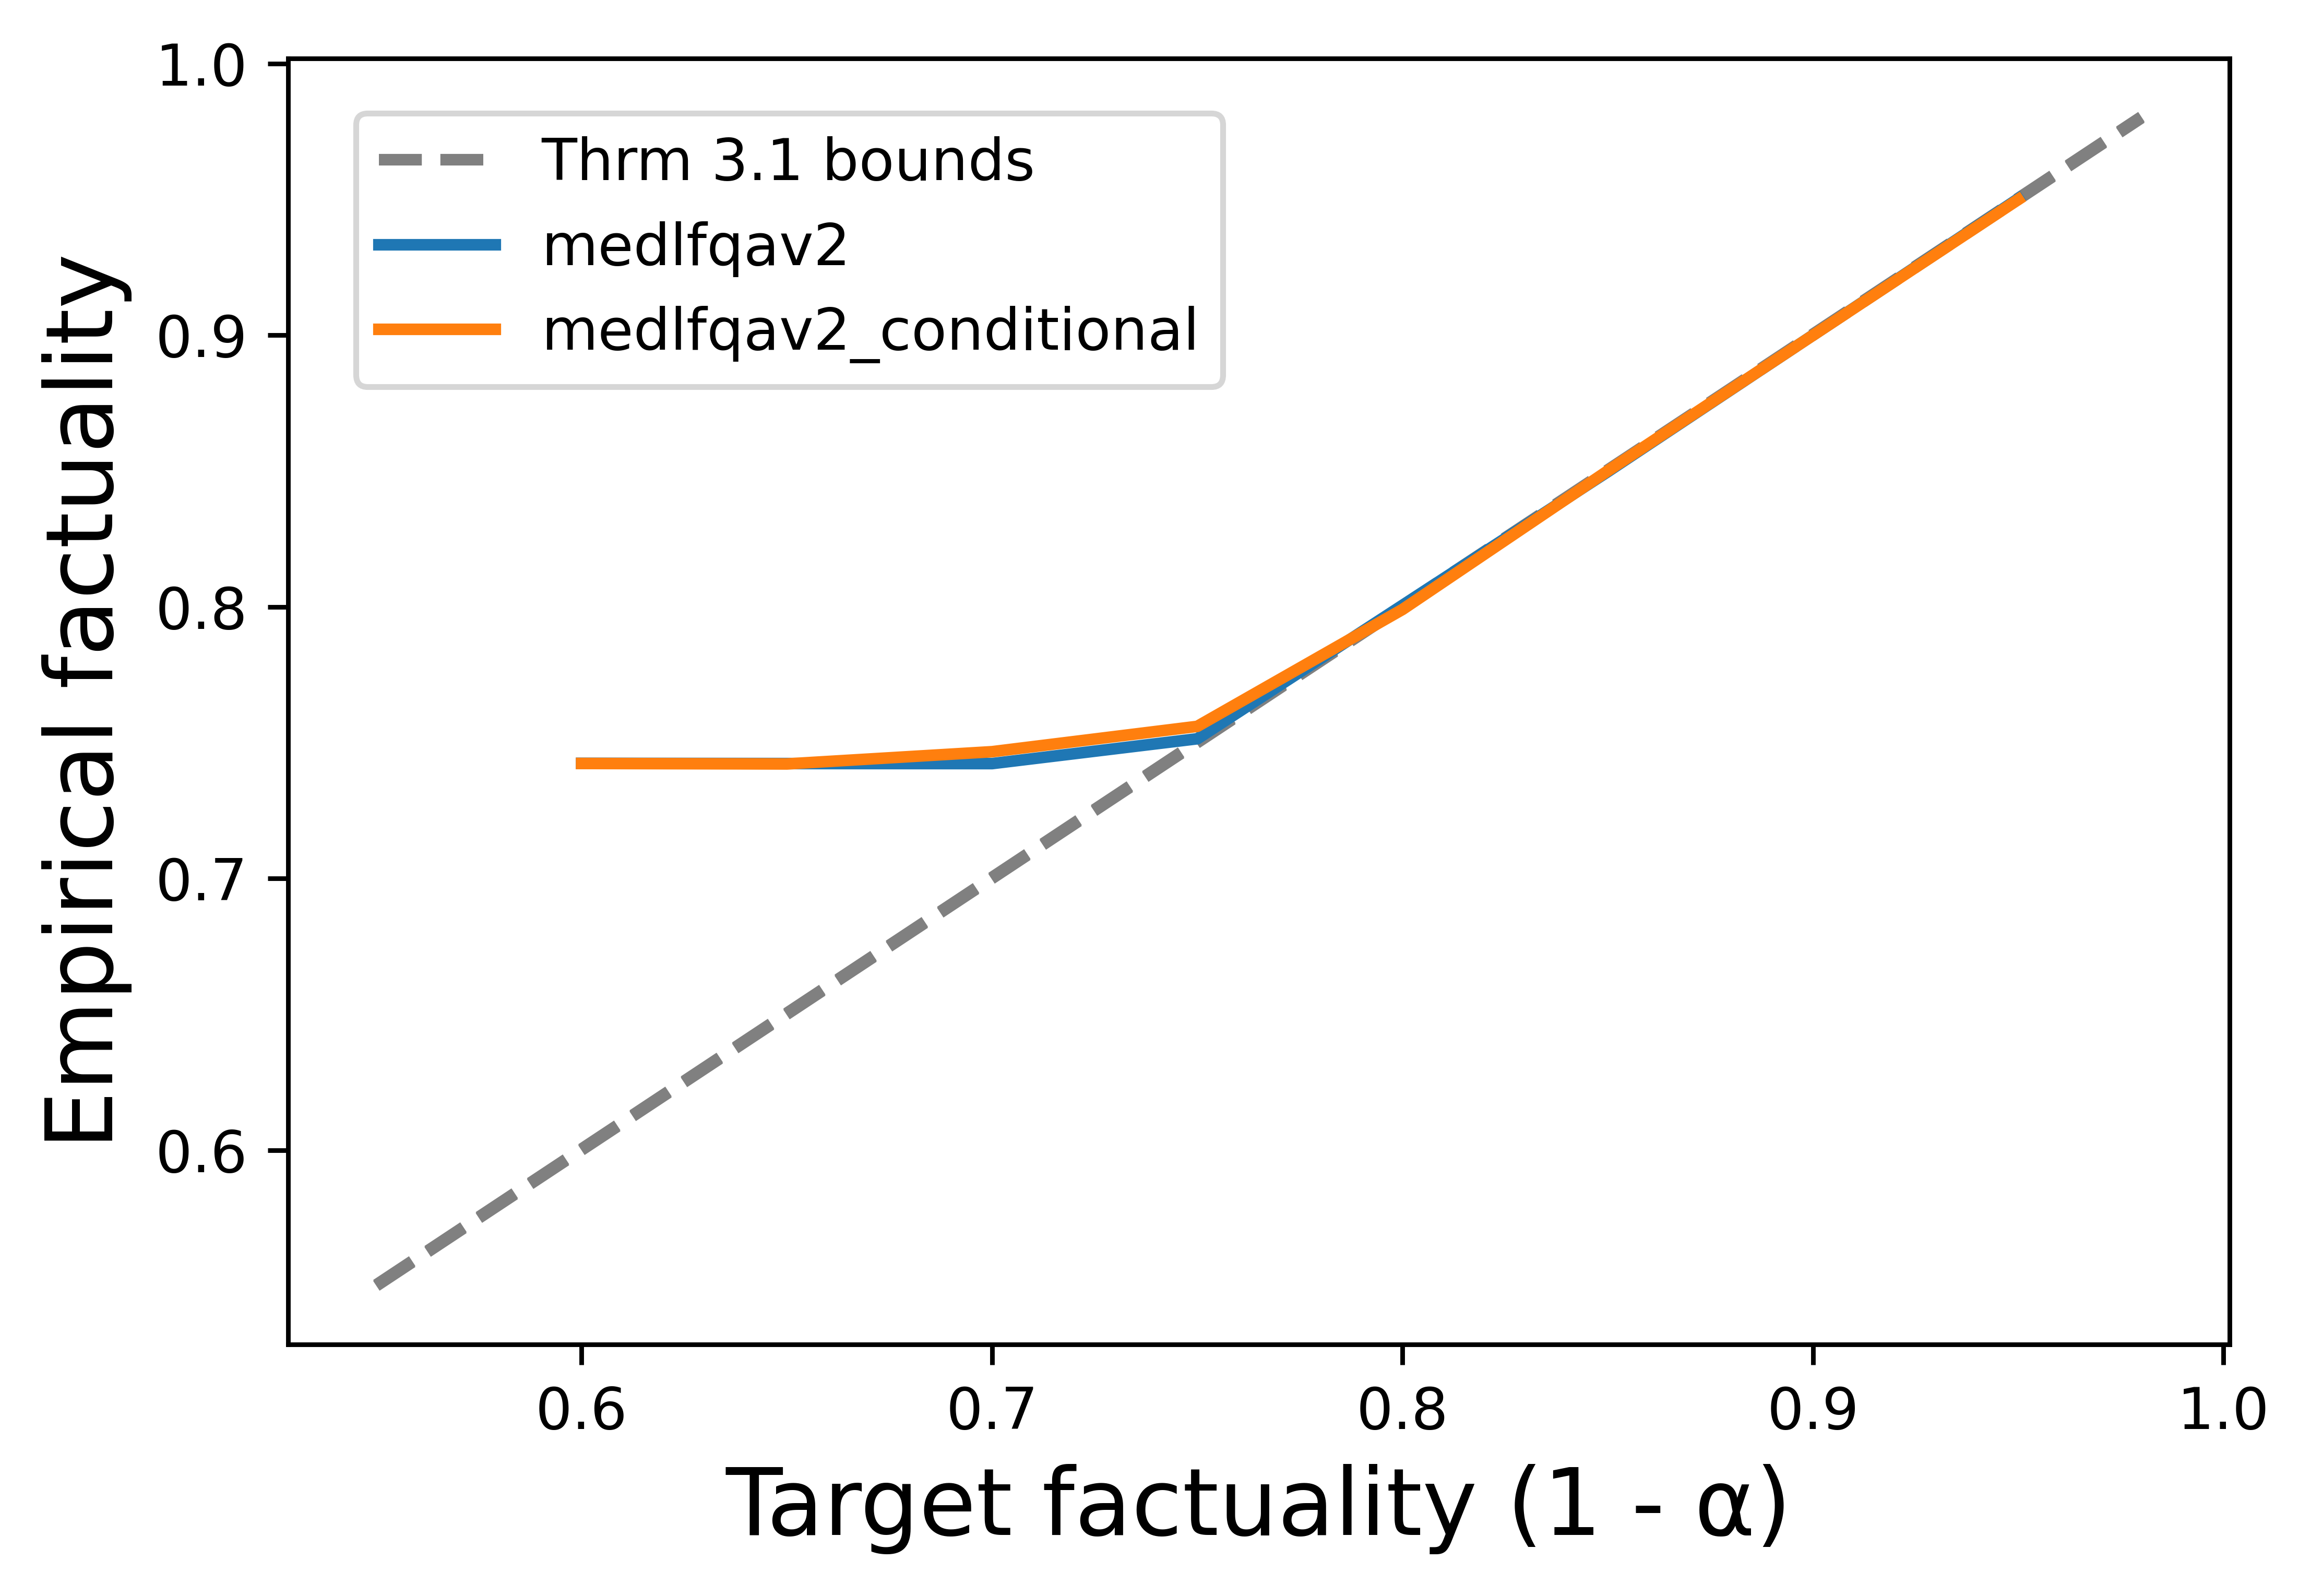 1.0
0.9
0.8
0.7
0.6
Empirical factuality
Thrm 3.1 bounds
medlfqav2
medlfqav2_conditional
0.6 0.7 0.8 0.9 1.0
Target factuality (1 - α)